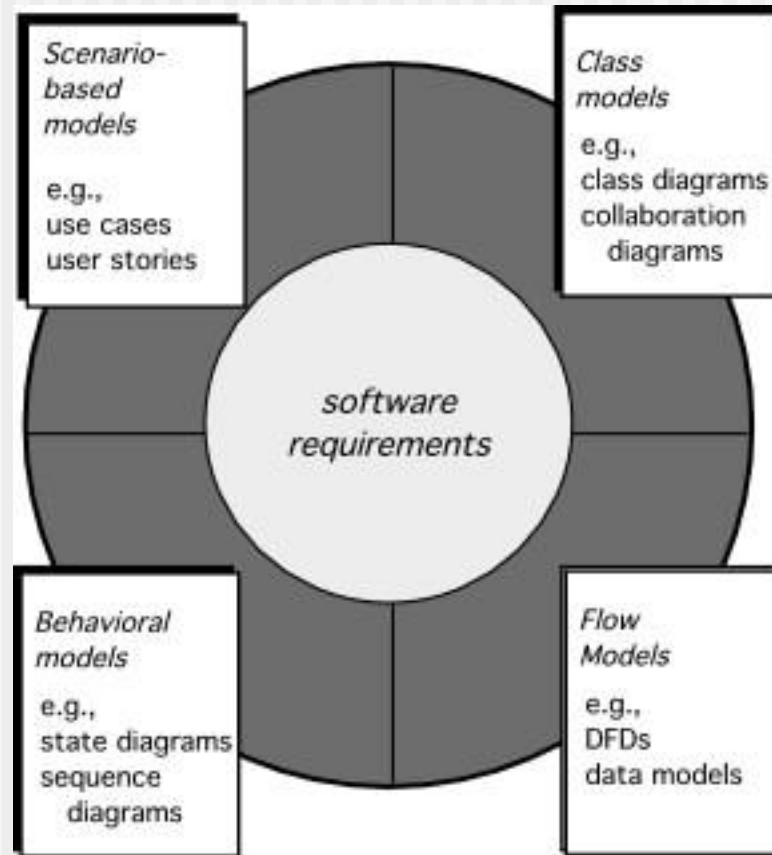 Scenario-
based
models
e.g.,
use cases
user stories
Class
models
e.g.,
class diagrams
collaboration
diagrams
software
requirements
Behavioral
models
e.g.,
state diagrams
sequence
diagrams
Flow
Models
e.g.,
DFDs
data models